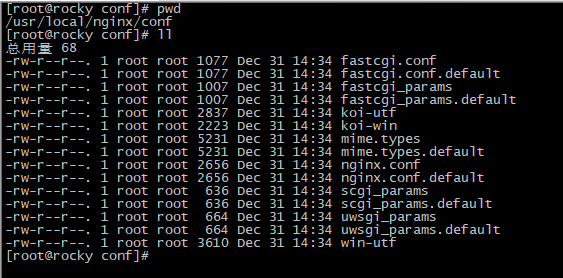 [root@rocky conf]# pwd
/usr/local/nginx/conf
[root@rocky conf]# ll
总用量 68
-rw-r--r--. 1 root root 1077 Dec 31 14:34 fastcgi.conf
-rw-r--r--. 1 root root 1077 Dec 31 14:34 fastcgi.conf.default
-rw-r--r--. 1 root root 1007 Dec 31 14:34 fastcgi_params
-rw-r--r--. 1 root root 1007 Dec 31 14:34 fastcgi_params.default
-rw-r--r--. 1 root root 2837 Dec 31 14:34 koi-utf
-rw-r--r--. 1 root root 2223 Dec 31 14:34 koi-win
-rw-r--r--. 1 root root 5231 Dec 31 14:34 mime.types
-rw-r--r--. 1 root root 5231 Dec 31 14:34 mime.types.default
-rw-r--r--. 1 root root 2656 Dec 31 14:34 nginx.conf
-rw-r--r--. 1 root root 2656 Dec 31 14:34 nginx.conf.default
-rw-r--r--. 1 root root  636 Dec 31 14:34 scgi_params
-rw-r--r--. 1 root root  636 Dec 31 14:34 scgi_params.default
-rw-r--r--. 1 root root  664 Dec 31 14:34 uwsgi_params
-rw-r--r--. 1 root root  664 Dec 31 14:34 uwsgi_params.default
-rw-r--r--. 1 root root 3610 Dec 31 14:34 win-utf
[root@rocky conf]#